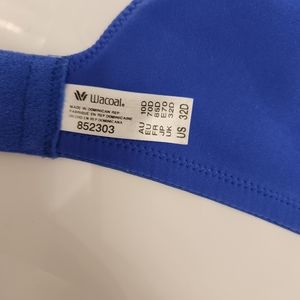 Wacoal®
MADE IN DOMINICAN REP.
FABRIQUÉ EN REP. DOMINICAINE
HECHO EN REP. DOMINICANA
852303
AU 10D
EU 70D
FR 85D
JP E70
UK 32D
US 32D